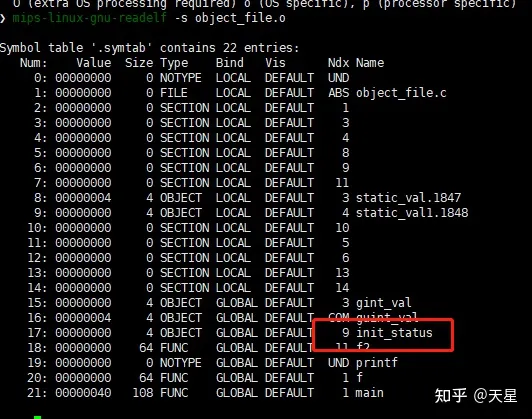 O (extra OS processing required) o (OS specific), p (processor specific)
❯ mips-linux-gnu-readelf -s object_file.o
Symbol table '.symtab' contains 22 entries:
Num: Value Size Type Bind Vis Ndx Name
0: 00000000 0 NOTYPE LOCAL DEFAULT UND
1: 00000000 0 FILE LOCAL DEFAULT ABS object_file.c
2: 00000000 0 SECTION LOCAL DEFAULT 1
3: 00000000 0 SECTION LOCAL DEFAULT 3
4: 00000000 0 SECTION LOCAL DEFAULT 4
5: 00000000 0 SECTION LOCAL DEFAULT 8
6: 00000000 0 SECTION LOCAL DEFAULT 9
7: 00000000 0 SECTION LOCAL DEFAULT 11
8: 00000004 4 OBJECT LOCAL DEFAULT 3 static_val.1847
9: 00000000 4 OBJECT LOCAL DEFAULT 4 static_val1.1848
10: 00000000 0 SECTION LOCAL DEFAULT 10
11: 00000000 0 SECTION LOCAL DEFAULT 5
12: 00000000 0 SECTION LOCAL DEFAULT 6
13: 00000000 0 SECTION LOCAL DEFAULT 13
14: 00000000 0 SECTION LOCAL DEFAULT 14
15: 00000000 4 OBJECT GLOBAL DEFAULT 3 gint_val
16: 00000004 4 OBJECT GLOBAL DEFAULT COM guint_val
17: 00000000 4 OBJECT GLOBAL DEFAULT 9 init_status
18: 00000000 64 FUNC GLOBAL DEFAULT 11 f2
19: 00000000 0 NOTYPE GLOBAL DEFAULT UND printf
20: 00000000 64 FUNC GLOBAL DEFAULT 1 f
21: 00000040 108 FUNC GLOBAL DEFAULT 1 main
知乎 @天星